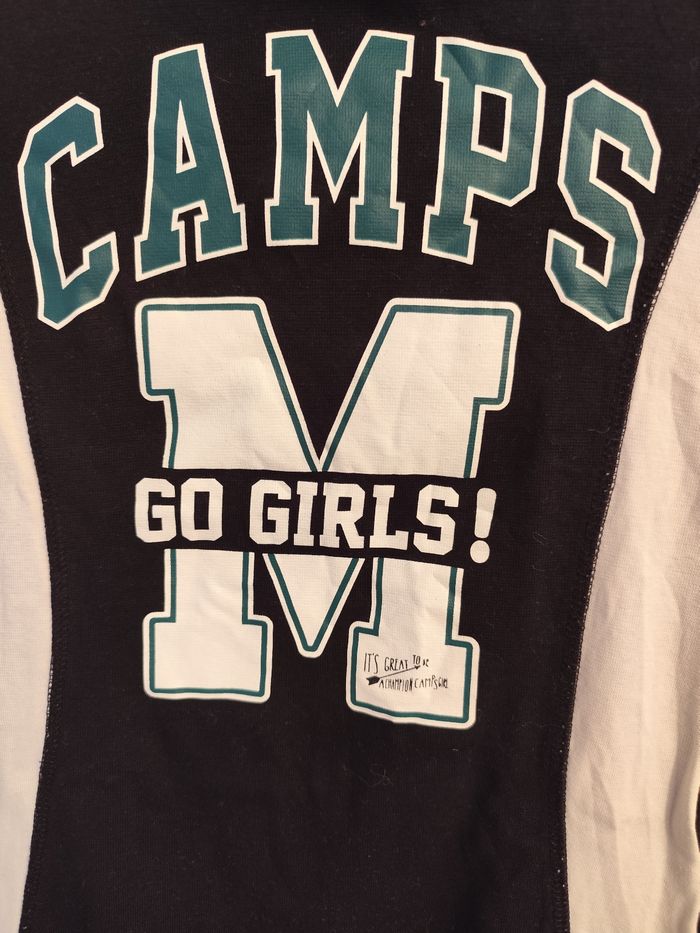 CAMPS
M
GO GIRLS!
IT'S GREAT TO BE
A CHAMPION CAMPS GIRL